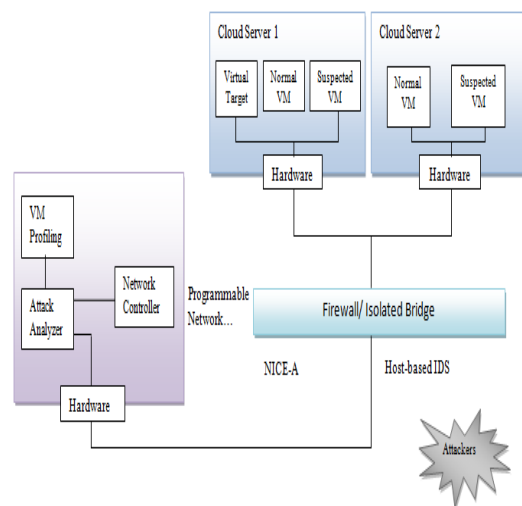 Cloud Server 1
Virtual
Target
Normal
VM
Suspected
VM
Hardware
Cloud Server 2
Normal
VM
Suspected
VM
Hardware
VM
Profiling
Attack
Analyzer
Network
Controller
Hardware
Programmable
Network...
Firewall/ Isolated Bridge
NICE-A
Host-based IDS
Attackers